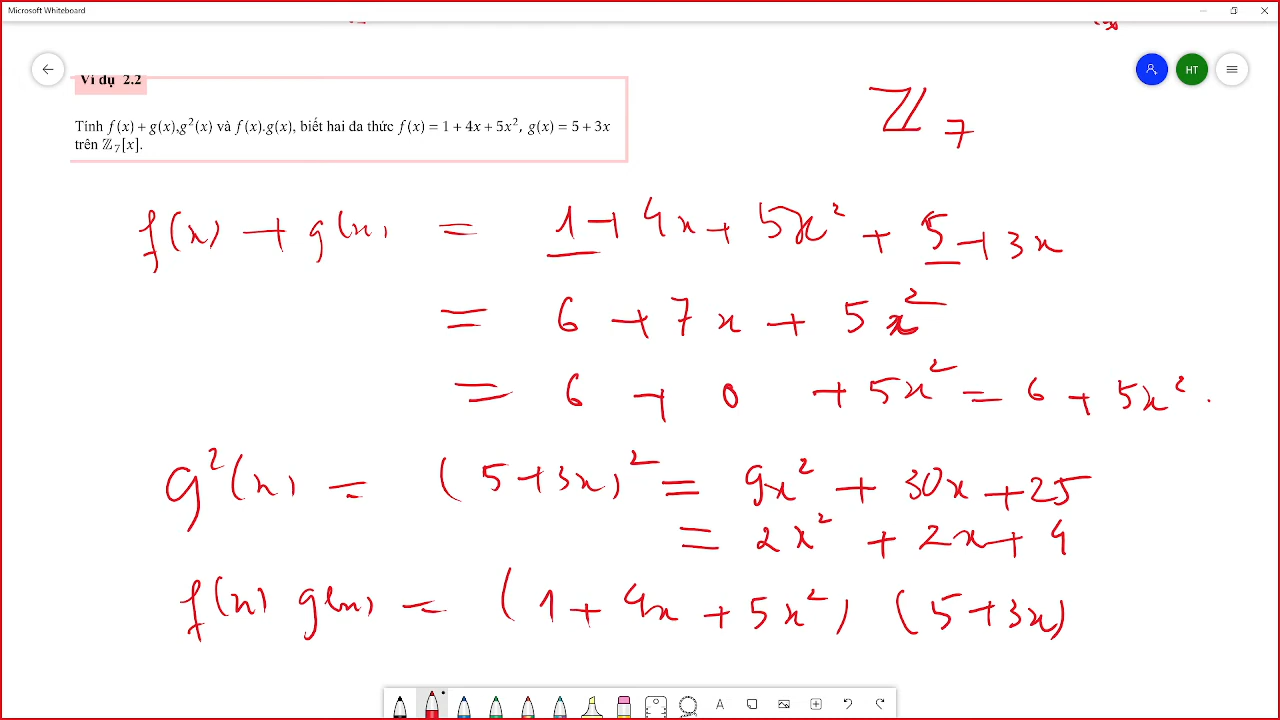 Microsoft Whiteboard
Ví dụ 2.2
HT
Tính f(x) + g(x), g²(x) và f(x).g(x), biết hai đa thức f(x) = 1 + 4x + 5x², g(x) = 5 + 3x
trên ℤ₇[x].
ℤ₇
f(x) + g(x) = 1 + 4x + 5x² + 5 + 3x
= 6 + 7x + 5x²
= 6 + 0 + 5x² = 6 + 5x².
g²(x) = (5 + 3x)² = 9x² + 30x + 25
= 2x² + 2x + 4
f(x) g(x) = (1 + 4x + 5x²) (5 + 3x)